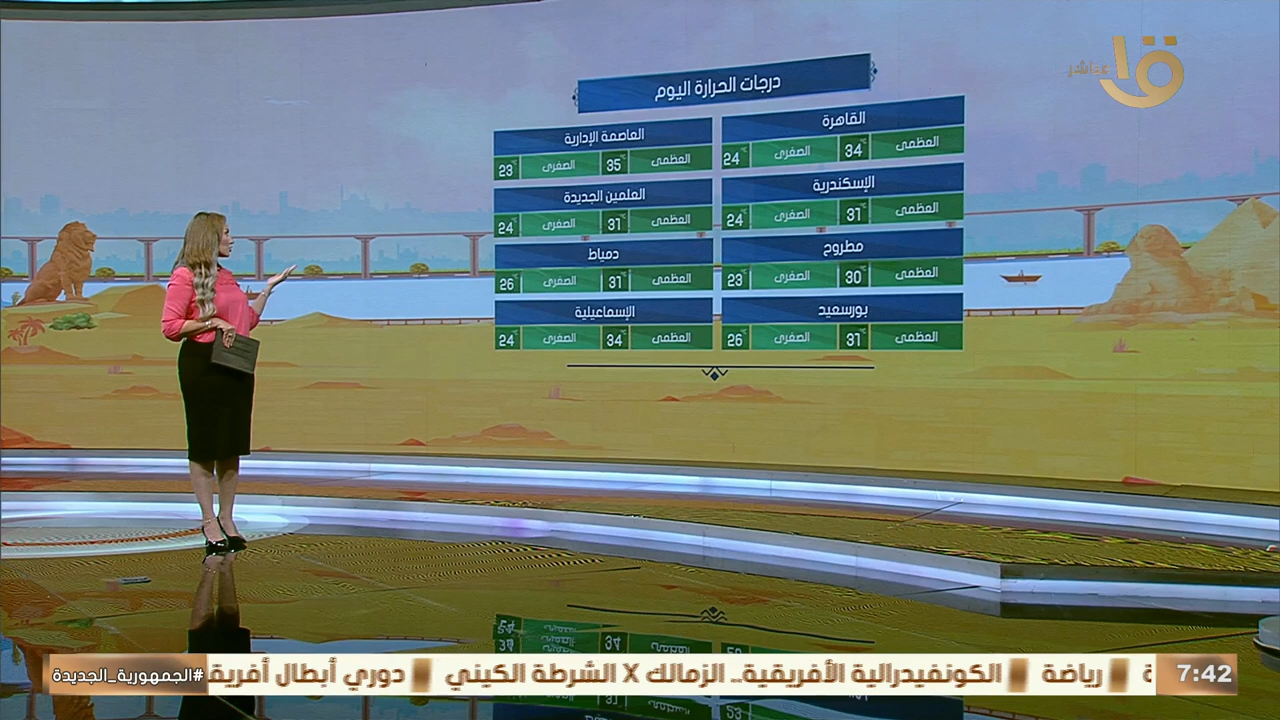 مباشر
درجات الحرارة اليوم
القاهرة
العظمى 34°c الصغرى 24°c
العاصمة الإدارية
العظمى 35°c الصغرى 23°c
الإسكندرية
العظمى 31°c الصغرى 24°c
العلمين الجديدة
العظمى 31°c الصغرى 24°c
مطروح
العظمى 30°c الصغرى 23°c
دمياط
العظمى 31°c الصغرى 26°c
بورسعيد
العظمى 31°c الصغرى 26°c
الإسماعيلية
العظمى 34°c الصغرى 24°c
7:42
رياضة الكونفيدرالية الأفريقية.. الزمالك X الشرطة الكيني دوري أبطال أفريق
#الجمهورية_الجديدة